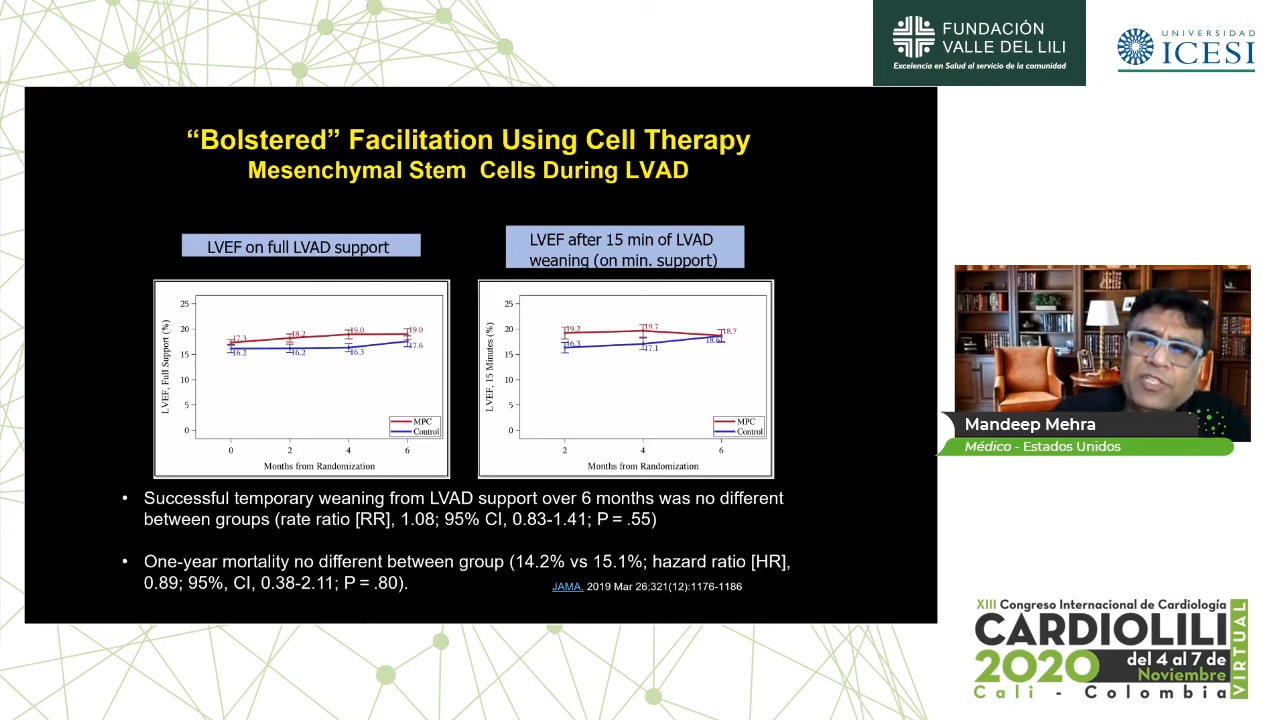 FUNDACIÓN
VALLE DEL LILI
Excelencia en Salud al servicio de la comunidad
UNIVERSIDAD
ICESI
“Bolstered” Facilitation Using Cell Therapy
Mesenchymal Stem Cells During LVAD
LVEF on full LVAD support
LVEF after 15 min of LVAD
weaning (on min. support)
LVEF, Full Support (%)
25
20
15
10
5
0
17.3
18.2
19.0
19.0
16.2
16.2
16.3
17.6
MPC
Control
0 2 4 6
Months from Randomization
LVEF, 15 Minutes (%)
25
20
15
10
5
0
19.2
19.7
18.7
16.3
17.1
MPC
Control
2 4 6
Months from Randomization
• Successful temporary weaning from LVAD support over 6 months was no different
between groups (rate ratio [RR], 1.08; 95% CI, 0.83-1.41; P = .55)
• One-year mortality no different between group (14.2% vs 15.1%; hazard ratio [HR],
0.89; 95%, CI, 0.38-2.11; P = .80).
JAMA. 2019 Mar 26;321(12):1176-1186
Mandeep Mehra
Médico - Estados Unidos
XIII Congreso Internacional de Cardiología
CARDIOLILI
2020
del 4 al 7 de
Noviembre
VIRTUAL
Cali - Colombia